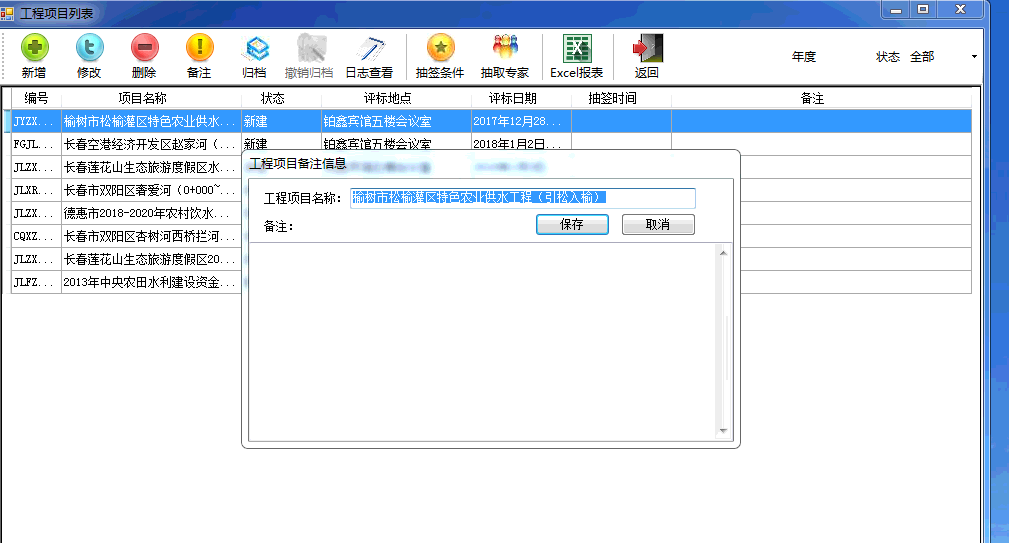 工程项目列表
新增 修改 删除 备注 归档 撤销归档 日志查看 抽签条件 抽取专家 Excel报表 返回 年度 状态 全部
编号 项目名称 状态 评标地点 评标日期 抽签时间 备注
JYZX... 榆树市松榆灌区特色农业供水... 新建 铂鑫宾馆五楼会议室 2017年12月28...
FGJL... 长春空港经济开发区赵家河（... 新建 铂鑫宾馆五楼会议室 2018年1月2日...
JLZX... 长春莲花山生态旅游度假区水...
JLXR... 长春市双阳区奢爱河（0+000~...
JLZX... 德惠市2018-2020年农村饮水...
CQXZ... 长春市双阳区杏树河西桥拦河...
JLZX... 长春莲花山生态旅游度假区20...
JLFZ... 2013年中央农田水利建设资金...
工程项目备注信息
工程项目名称： 榆树市松榆灌区特色农业供水工程（引松入榆）
备注： 保存 取消